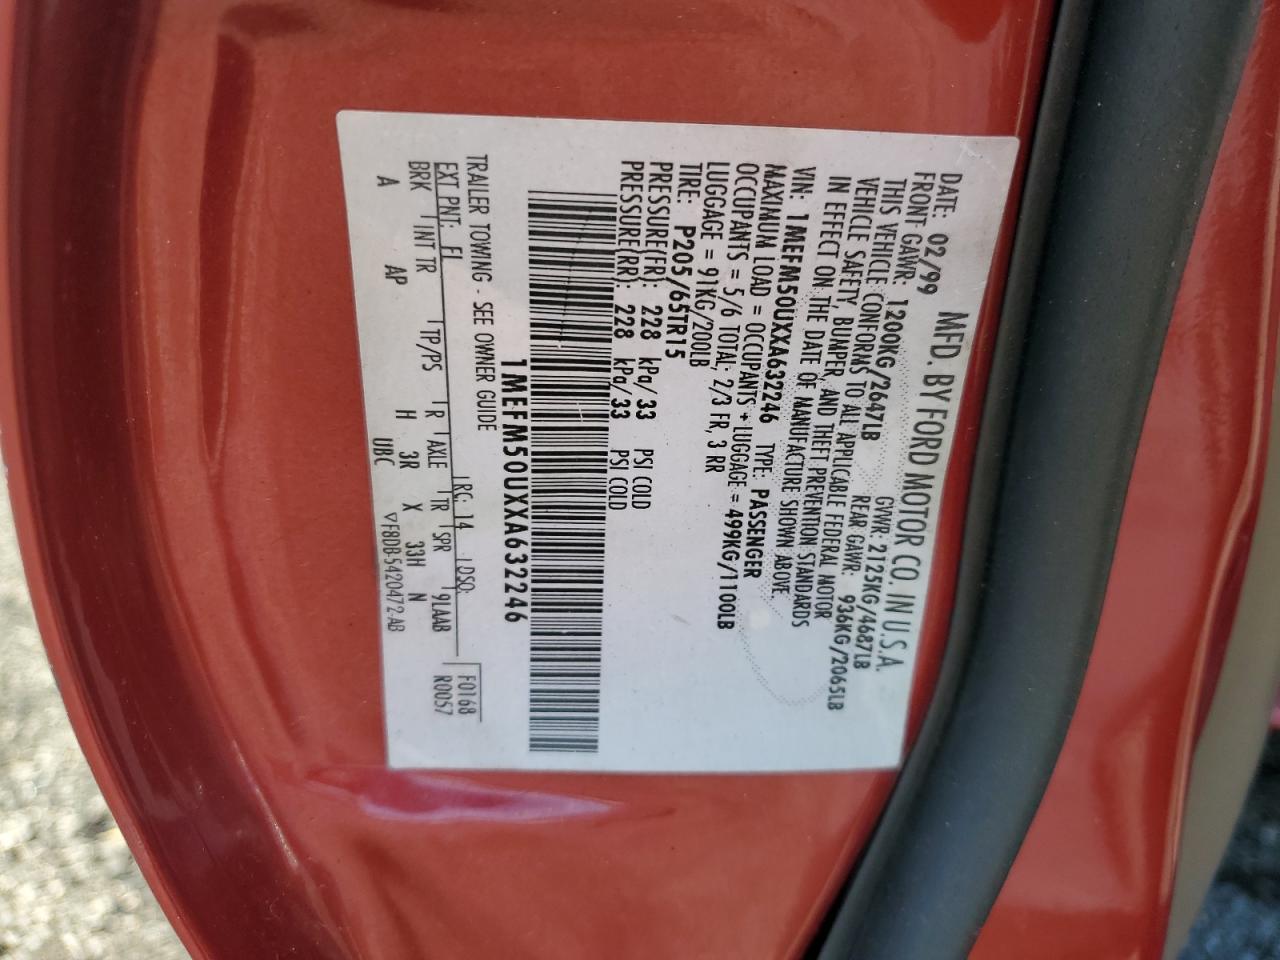 DATE: 02/99 MFD. BY FORD MOTOR CO. IN U.S.A.
FRONT GAWR: 1200KG/2647LB GVWR: 2125KG/4687LB
REAR GAWR: 936KG/2065LB
THIS VEHICLE CONFORMS TO ALL APPLICABLE FEDERAL MOTOR
VEHICLE SAFETY, BUMPER, AND THEFT PREVENTION STANDARDS
IN EFFECT ON THE DATE OF MANUFACTURE SHOWN ABOVE.
VIN: 1MEFM50UXXA632246 TYPE: PASSENGER
MAXIMUM LOAD = OCCUPANTS + LUGGAGE = 499KG/1100LB
OCCUPANTS = 5/6 TOTAL; 2/3 FR, 3 RR
LUGGAGE = 91KG/200LB
TIRE: P205/65TR15
PRESSURE(FR): 228 kPa/33 PSI COLD
PRESSURE(RR): 228 kPa/33 PSI COLD
1MEFM50UXXA632246
TRAILER TOWING - SEE OWNER GUIDE
F0168
R0057
EXT PNT: EL RC: 14 DSO:
BRK INT TR TP/PS R AXLE TR SPR 9LAAB
A AP H 3R X 33H N
UBC ▽F8DB-5420472-AB